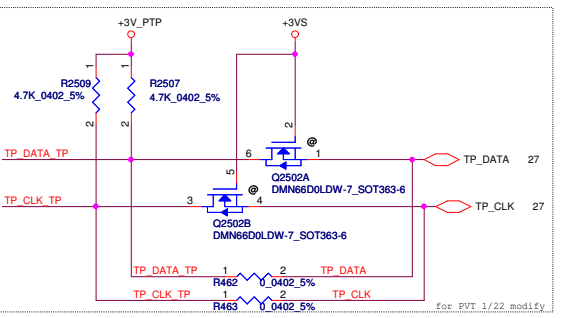 +3V_PTP
+3VS
1
1
R2509
4.7K_0402_5%
R2507
4.7K_0402_5%
2
2
2
@
TP_DATA_TP
6
1
TP_DATA 27
Q2502A
DMN66D0LDW-7_SOT363-6
5
@
TP_CLK_TP
3
4
TP_CLK 27
Q2502B
DMN66D0LDW-7_SOT363-6
TP_DATA_TP
1
2
TP_DATA
R462
0_0402_5%
TP_CLK_TP
1
2
TP_CLK
R463
0_0402_5%
for PVT 1/22 modify